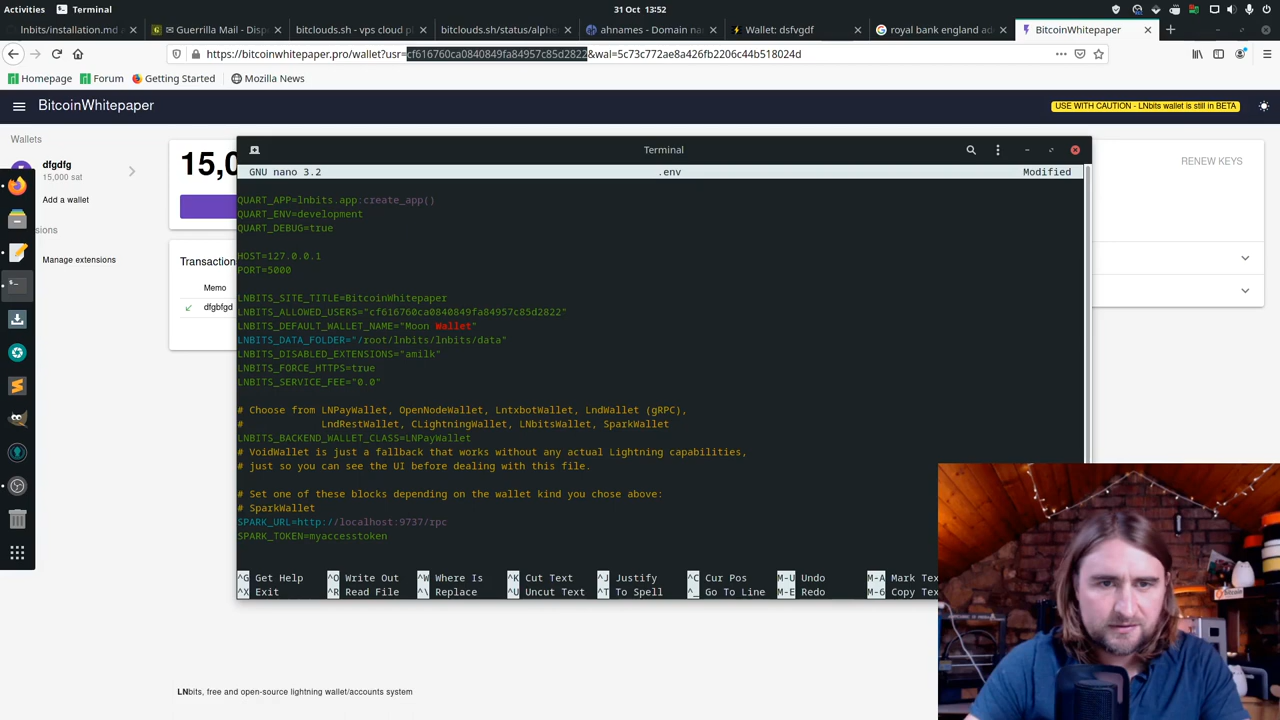 Activities
Terminal
31 Oct 13:52
lnbits/installation.md
Guerrilla Mail - Disp
bitclouds.sh - vps cloud pl
bitclouds.sh/status/alphe
ahnames - Domain na
Wallet: dsfvgdf
royal bank england ad
BitcoinWhitepaper
https://bitcoinwhitepaper.pro/wallet?usr=cf616760ca0840849fa84957c85d2822&wal=5c73c772ae8a426fb2206c44b518024d
Homepage
Forum
Getting Started
Mozilla News
BitcoinWhitepaper
USE WITH CAUTION - LNbits wallet is still in BETA
Wallets
dfgdfg
15,000 sat
Add a wallet
sions
Manage extensions
15,0
RENEW KEYS
Transaction
Memo
dfgbfgd
Terminal
GNU nano 3.2
.env
Modified
QUART_APP=lnbits.app:create_app()
QUART_ENV=development
QUART_DEBUG=true
HOST=127.0.0.1
PORT=5000
LNBITS_SITE_TITLE=BitcoinWhitepaper
LNBITS_ALLOWED_USERS="cf616760ca0840849fa84957c85d2822"
LNBITS_DEFAULT_WALLET_NAME="Moon Wallet"
LNBITS_DATA_FOLDER="/root/lnbits/lnbits/data"
LNBITS_DISABLED_EXTENSIONS="amilk"
LNBITS_FORCE_HTTPS=true
LNBITS_SERVICE_FEE="0.0"
# Choose from LNPayWallet, OpenNodeWallet, LntxbotWallet, LndWallet (gRPC),
#             LndRestWallet, CLightningWallet, LNbitsWallet, SparkWallet
LNBITS_BACKEND_WALLET_CLASS=LNPayWallet
# VoidWallet is just a fallback that works without any actual Lightning capabilities,
# just so you can see the UI before dealing with this file.
# Set one of these blocks depending on the wallet kind you chose above:
# SparkWallet
SPARK_URL=http://localhost:9737/rpc
SPARK_TOKEN=myaccesstoken
^G Get Help ^O Write Out ^W Where Is ^K Cut Text ^J Justify ^C Cur Pos M-U Undo M-A Mark Tex
^X Exit ^R Read File ^\ Replace ^U Uncut Text ^T To Spell ^_ Go To Line M-E Redo M-6 Copy Tex
LNbits, free and open-source lightning wallet/accounts system